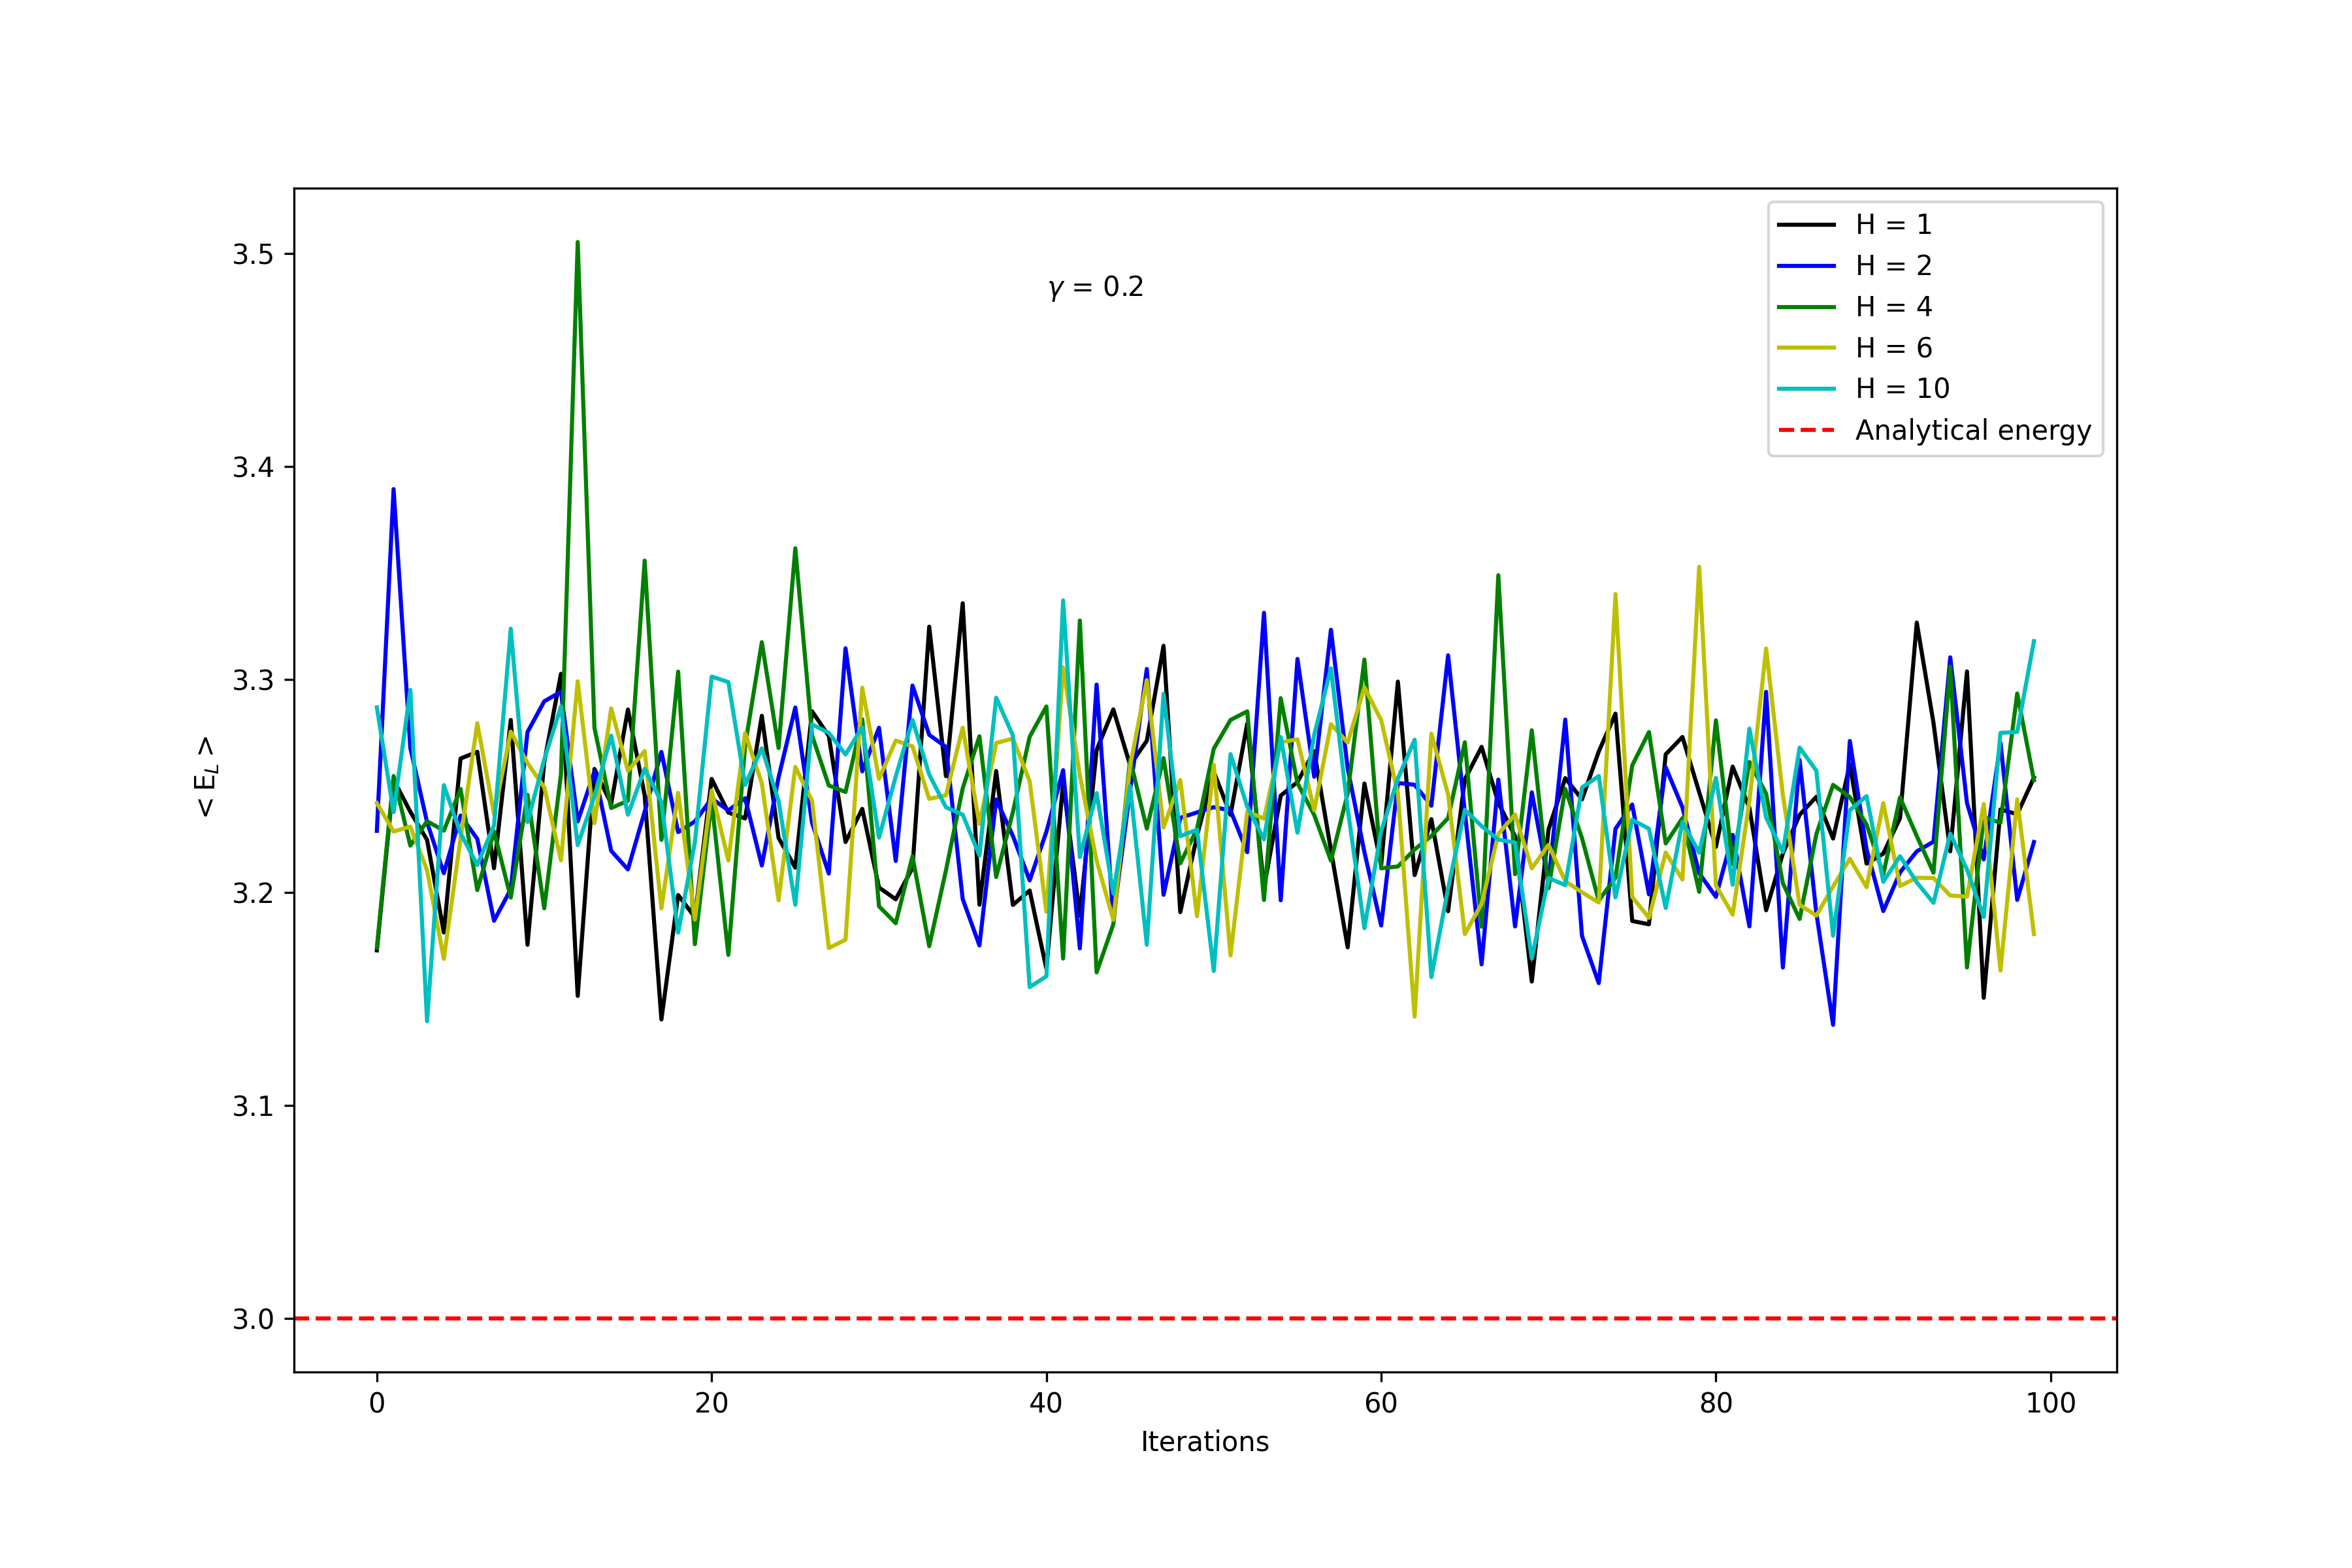 γ = 0.2
H = 1
H = 2
H = 4
H = 6
H = 10
Analytical energy
3.5
3.4
3.3
3.2
3.1
3.0
< E_L >
0 20 40 60 80 100
Iterations